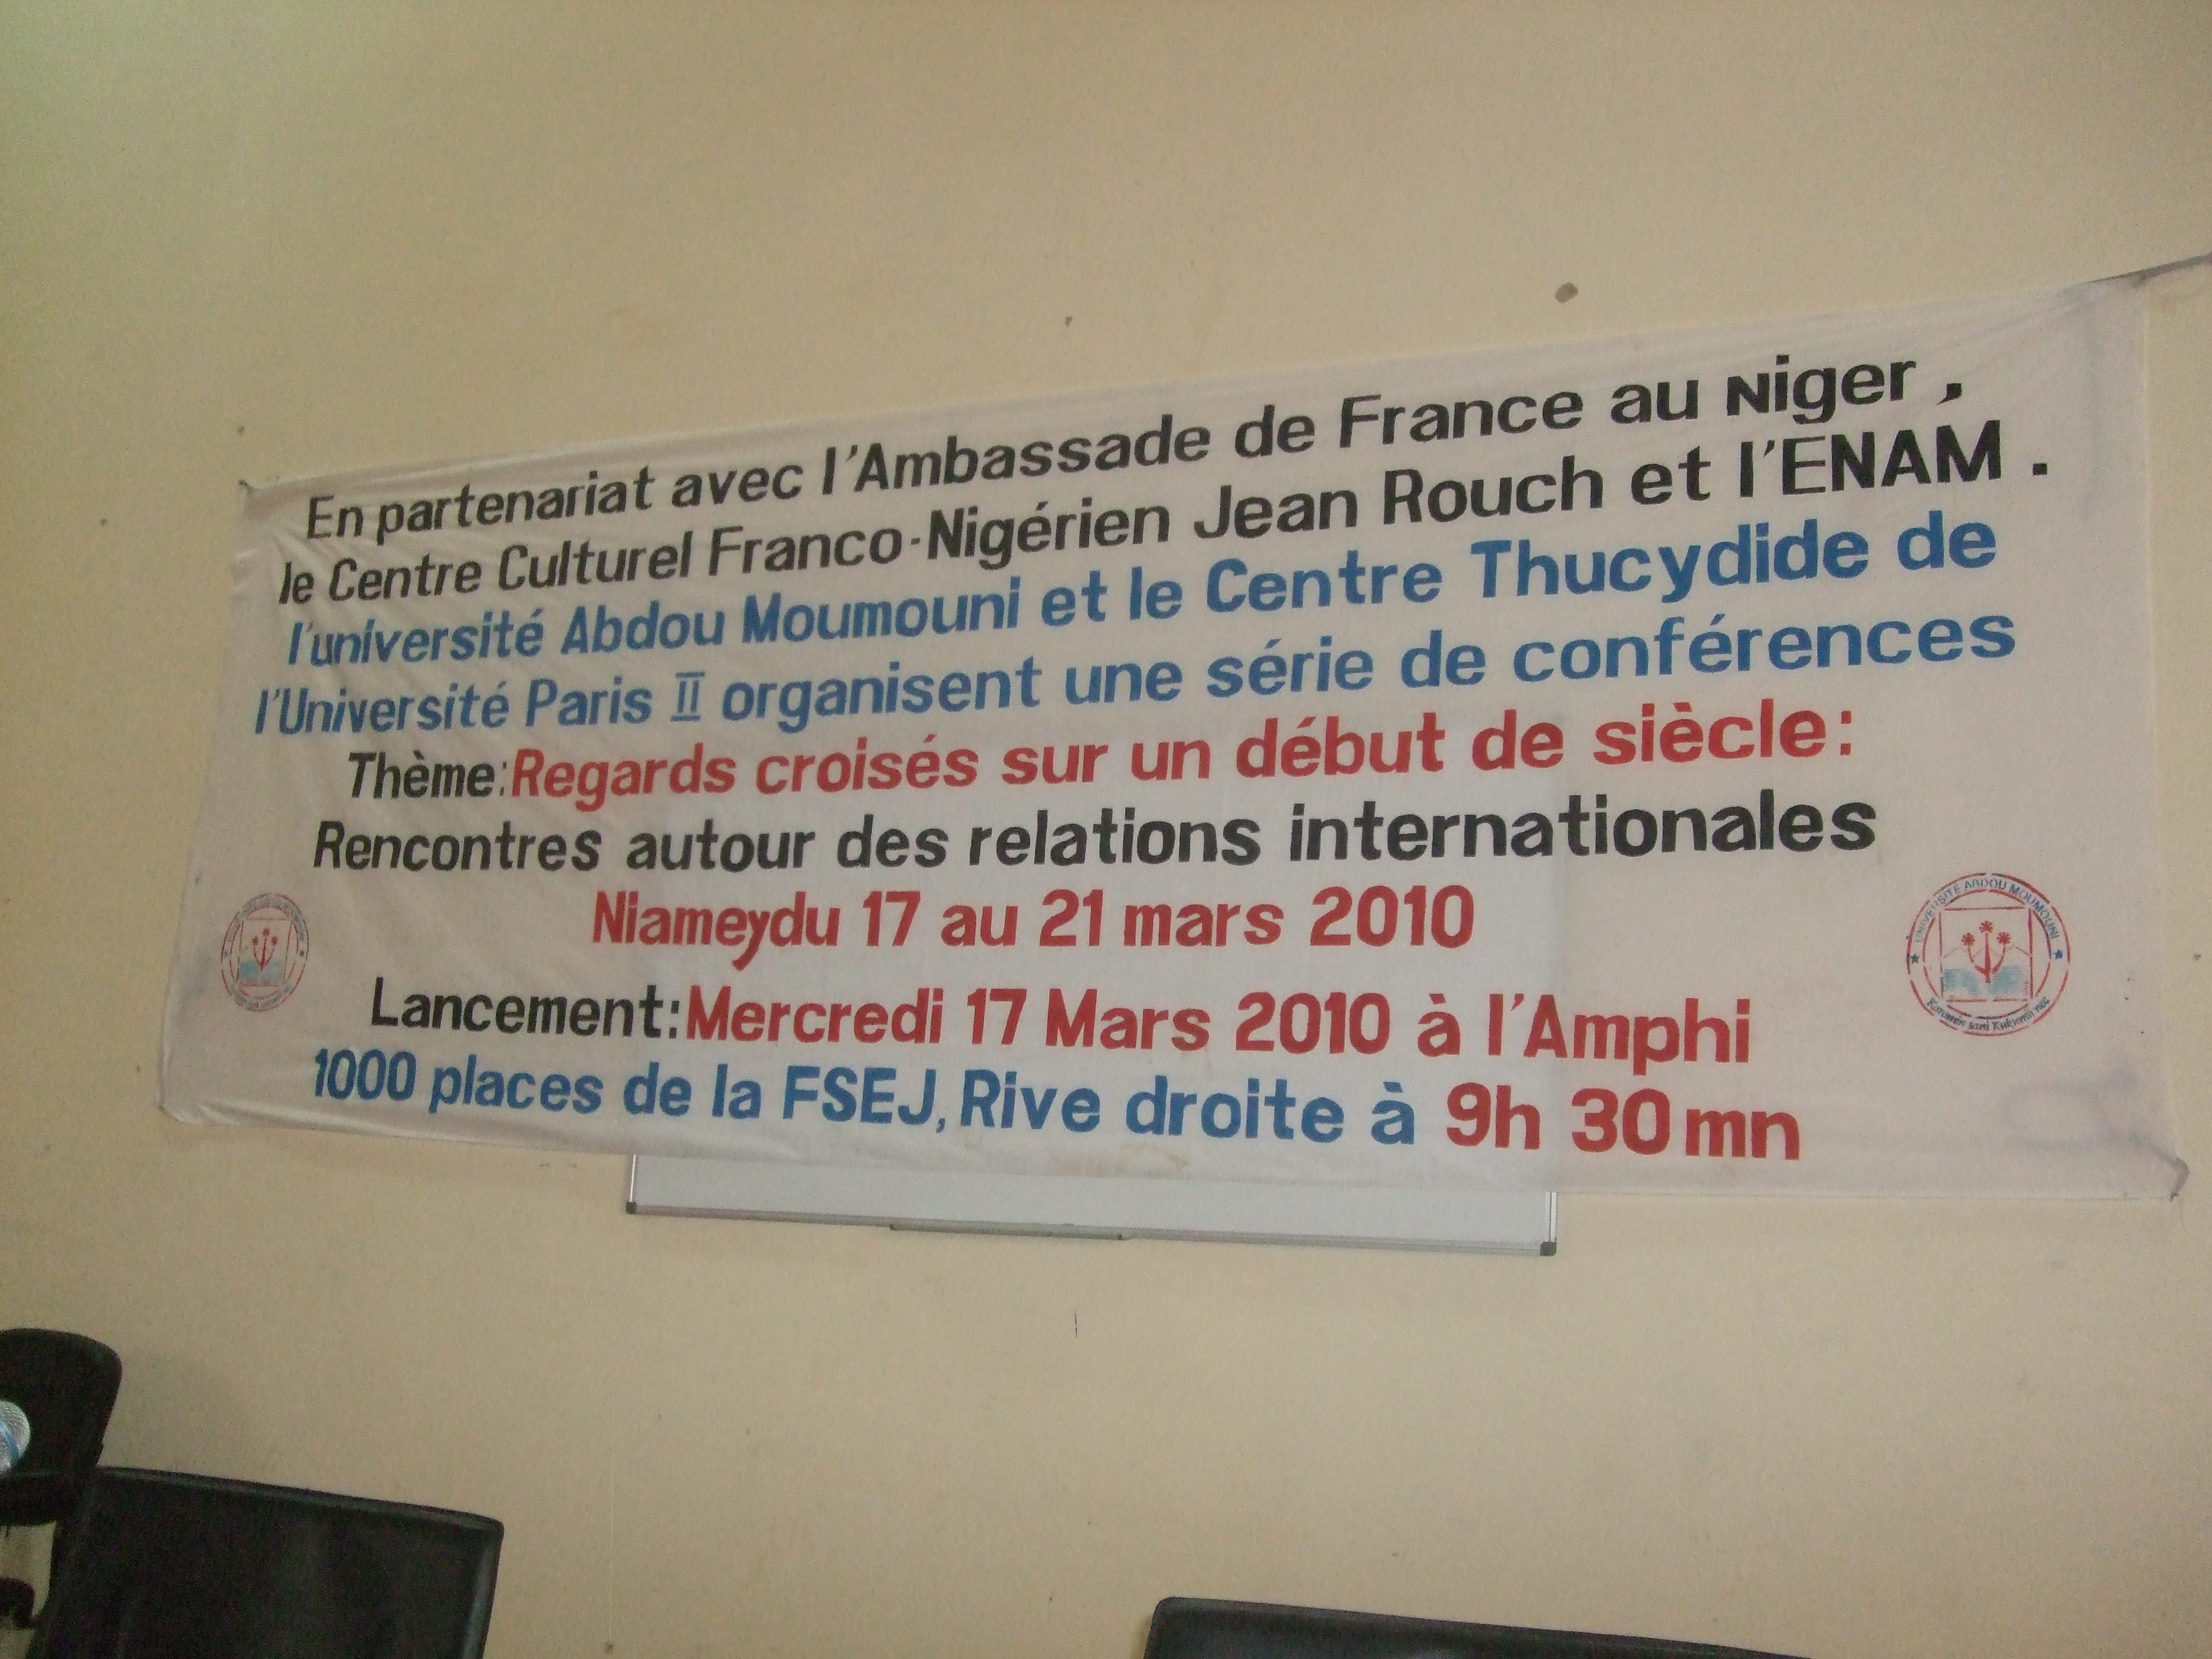 En partenariat avec l'Ambassade de France au Niger,
le Centre Culturel Franco-Nigérien Jean Rouch et l'ENAM.
l'université Abdou Moumouni et le Centre Thucydide de
l'Université Paris II organisent une série de conférences
Thème: Regards croisés sur un début de siècle:
Rencontres autour des relations internationales
Niameydu 17 au 21 mars 2010
UNIVERSITÉ ABDOU MOUMOUNI
Lancement: Mercredi 17 Mars 2010 à l'Amphi
1000 places de la FSEJ, Rive droite à 9h 30mn